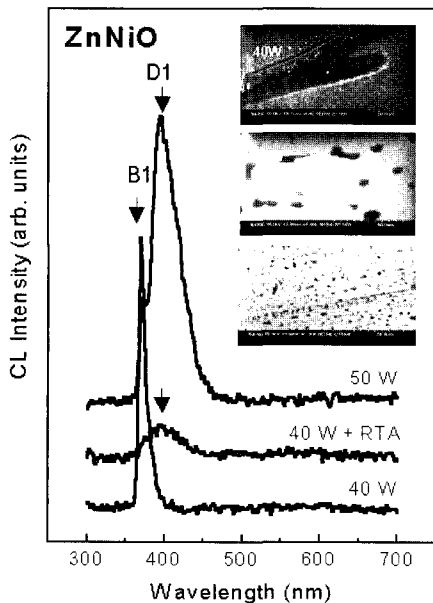 ZnNiO
D1
B1
40W
50 W
40 W + RTA
40 W
CL Intensity (arb. units)
300 400 500 600 700
Wavelength (nm)